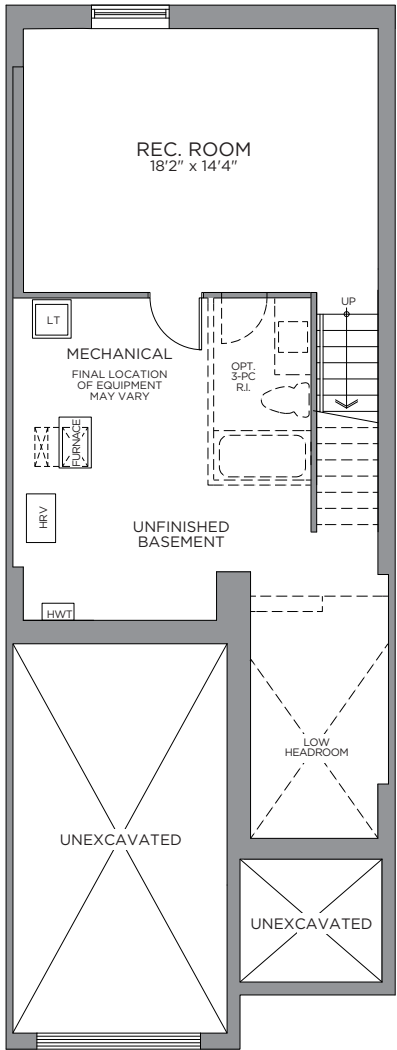 REC. ROOM
18'2" x 14'4"
UP
LT
MECHANICAL
FINAL LOCATION
OF EQUIPMENT
MAY VARY
OPT.
3-PC
R.I.
FURNACE
HRV
UNFINISHED
BASEMENT
HWT
LOW
HEADROOM
UNEXCAVATED
UNEXCAVATED